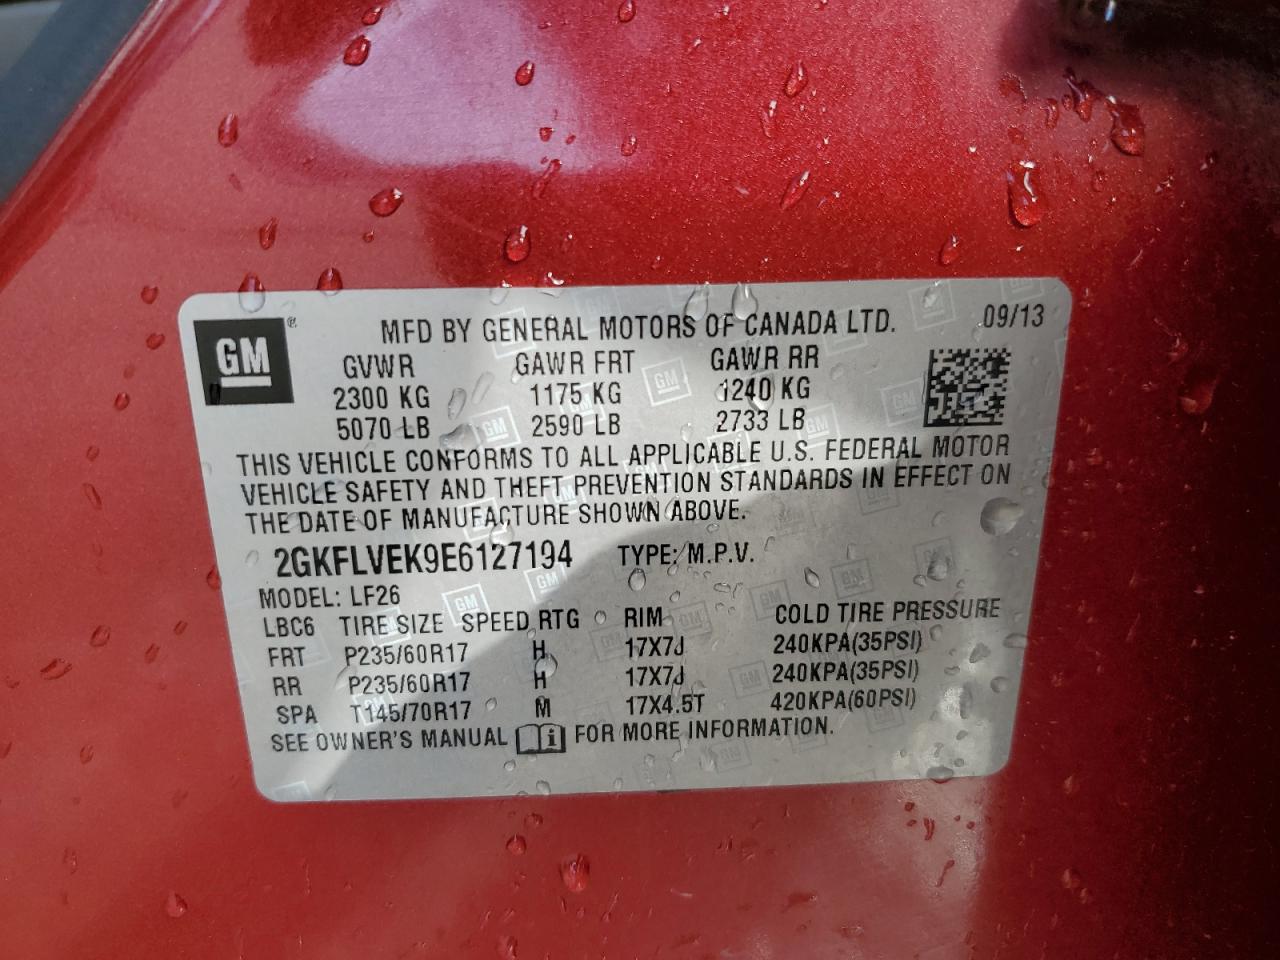 GM®
MFD BY GENERAL MOTORS OF CANADA LTD.
09/13
GVWR GAWR FRT GAWR RR
2300 KG 1175 KG 1240 KG
5070 LB 2590 LB 2733 LB
THIS VEHICLE CONFORMS TO ALL APPLICABLE U.S. FEDERAL MOTOR
VEHICLE SAFETY AND THEFT PREVENTION STANDARDS IN EFFECT ON
THE DATE OF MANUFACTURE SHOWN ABOVE.
2GKFLVEK9E6127194 TYPE: M.P.V.
MODEL: LF26
LBC6 TIRE SIZE SPEED RTG RIM COLD TIRE PRESSURE
FRT P235/60R17 H 17X7J 240KPA(35PSI)
RR P235/60R17 H 17X7J 240KPA(35PSI)
SPA T145/70R17 M 17X4.5T 420KPA(60PSI)
SEE OWNER'S MANUAL i FOR MORE INFORMATION.